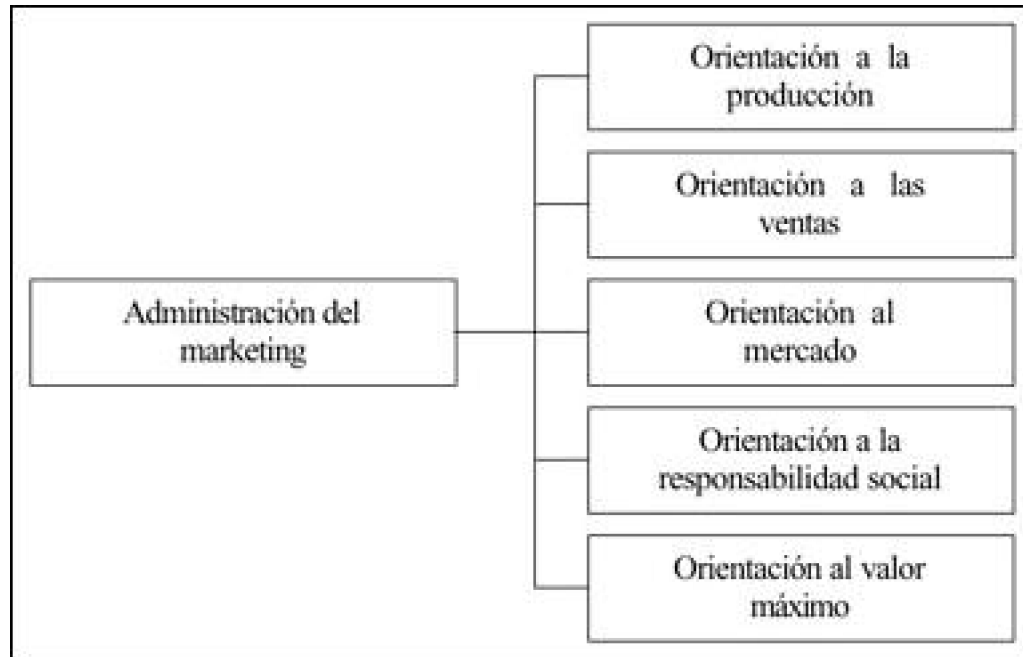 Orientación a la
producción
Orientación a las
ventas
Administración del
marketing
Orientación al
mercado
Orientación a la
responsabilidad social
Orientación al valor
máximo